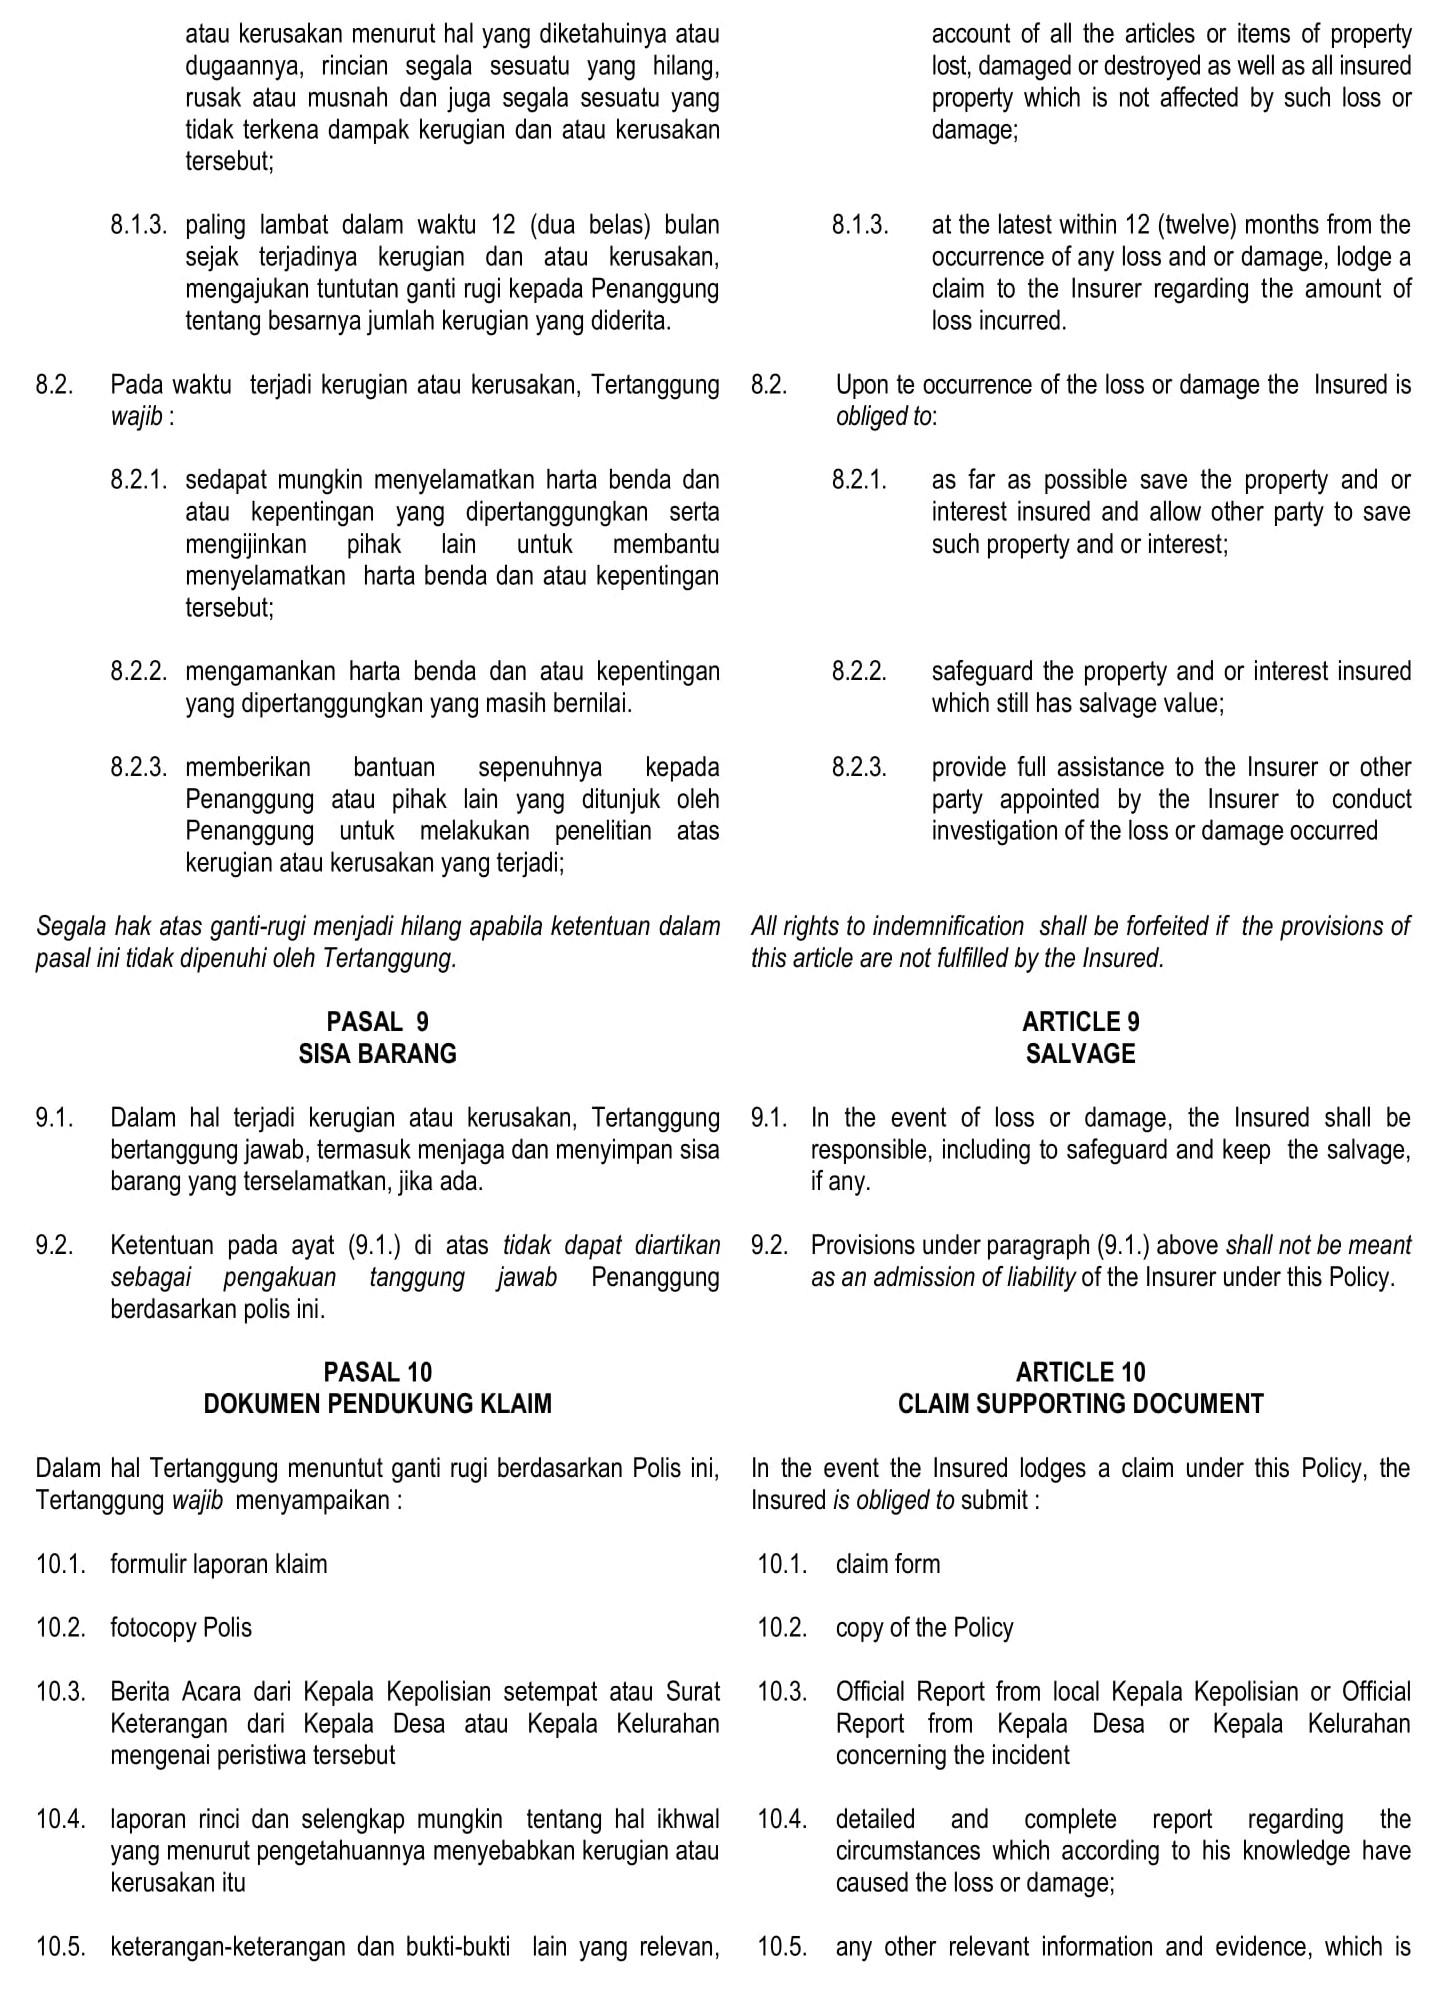 atau kerusakan menurut hal yang diketahuinya atau
dugaannya, rincian segala sesuatu yang hilang,
rusak atau musnah dan juga segala sesuatu yang
tidak terkena dampak kerugian dan atau kerusakan
tersebut;
8.1.3. paling lambat dalam waktu 12 (dua belas) bulan
sejak terjadinya kerugian dan atau kerusakan,
mengajukan tuntutan ganti rugi kepada Penanggung
tentang besarnya jumlah kerugian yang diderita.
8.2. Pada waktu terjadi kerugian atau kerusakan, Tertanggung
wajib :
8.2.1. sedapat mungkin menyelamatkan harta benda dan
atau kepentingan yang dipertanggungkan serta
mengijinkan pihak lain untuk membantu
menyelamatkan harta benda dan atau kepentingan
tersebut;
8.2.2. mengamankan harta benda dan atau kepentingan
yang dipertanggungkan yang masih bernilai.
8.2.3. memberikan bantuan sepenuhnya kepada
Penanggung atau pihak lain yang ditunjuk oleh
Penanggung untuk melakukan penelitian atas
kerugian atau kerusakan yang terjadi;
Segala hak atas ganti-rugi menjadi hilang apabila ketentuan dalam
pasal ini tidak dipenuhi oleh Tertanggung.
PASAL 9
SISA BARANG
9.1. Dalam hal terjadi kerugian atau kerusakan, Tertanggung
bertanggung jawab, termasuk menjaga dan menyimpan sisa
barang yang terselamatkan, jika ada.
9.2. Ketentuan pada ayat (9.1.) di atas tidak dapat diartikan
sebagai pengakuan tanggung jawab Penanggung
berdasarkan polis ini.
PASAL 10
DOKUMEN PENDUKUNG KLAIM
Dalam hal Tertanggung menuntut ganti rugi berdasarkan Polis ini,
Tertanggung wajib menyampaikan :
10.1. formulir laporan klaim
10.2. fotocopy Polis
10.3. Berita Acara dari Kepala Kepolisian setempat atau Surat
Keterangan dari Kepala Desa atau Kepala Kelurahan
mengenai peristiwa tersebut
10.4. laporan rinci dan selengkap mungkin tentang hal ikhwal
yang menurut pengetahuannya menyebabkan kerugian atau
kerusakan itu
10.5. keterangan-keterangan dan bukti-bukti lain yang relevan,
account of all the articles or items of property
lost, damaged or destroyed as well as all insured
property which is not affected by such loss or
damage;
8.1.3. at the latest within 12 (twelve) months from the
occurrence of any loss and or damage, lodge a
claim to the Insurer regarding the amount of
loss incurred.
8.2. Upon te occurrence of the loss or damage the Insured is
obliged to:
8.2.1. as far as possible save the property and or
interest insured and allow other party to save
such property and or interest;
8.2.2. safeguard the property and or interest insured
which still has salvage value;
8.2.3. provide full assistance to the Insurer or other
party appointed by the Insurer to conduct
investigation of the loss or damage occurred
All rights to indemnification shall be forfeited if the provisions of
this article are not fulfilled by the Insured.
ARTICLE 9
SALVAGE
9.1. In the event of loss or damage, the Insured shall be
responsible, including to safeguard and keep the salvage,
if any.
9.2. Provisions under paragraph (9.1.) above shall not be meant
as an admission of liability of the Insurer under this Policy.
ARTICLE 10
CLAIM SUPPORTING DOCUMENT
In the event the Insured lodges a claim under this Policy, the
Insured is obliged to submit :
10.1. claim form
10.2. copy of the Policy
10.3. Official Report from local Kepala Kepolisian or Official
Report from Kepala Desa or Kepala Kelurahan
concerning the incident
10.4. detailed and complete report regarding the
circumstances which according to his knowledge have
caused the loss or damage;
10.5. any other relevant information and evidence, which is